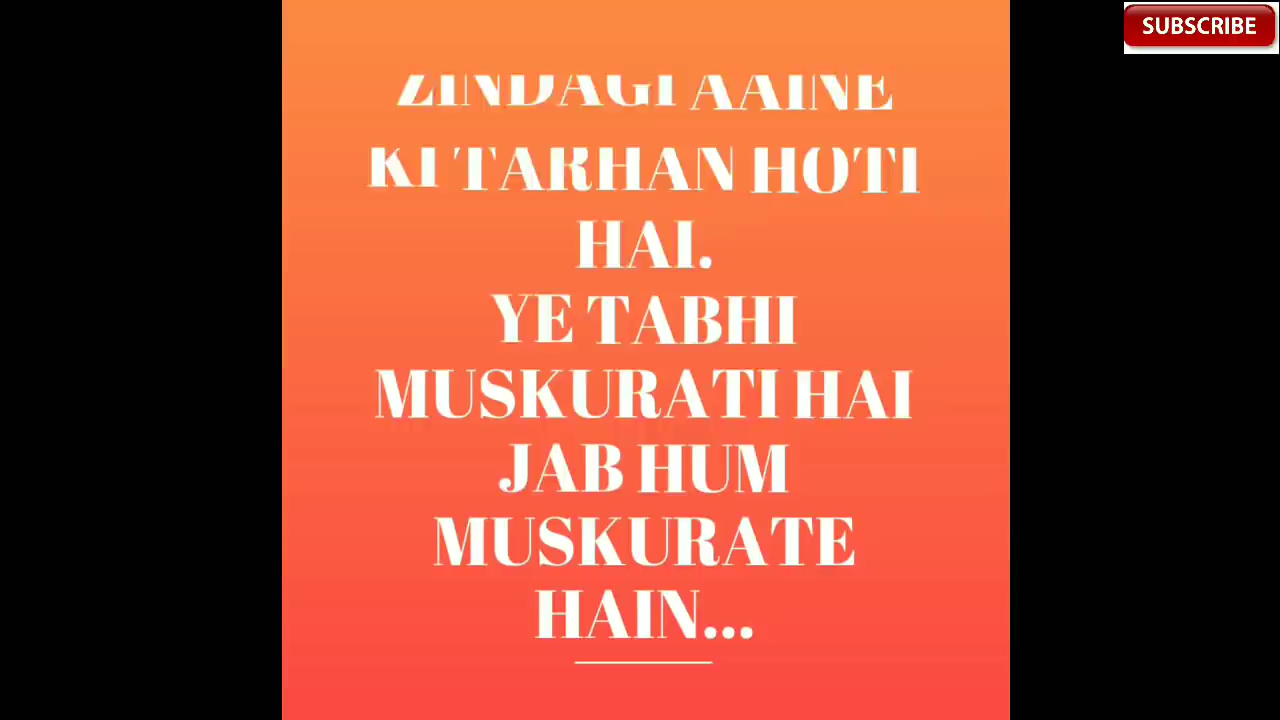 SUBSCRIBE
ZINDAGI AAINE
KI TARHAN HOTI
HAI.
YE TABHI
MUSKURATI HAI
JAB HUM
MUSKURATE
HAIN...